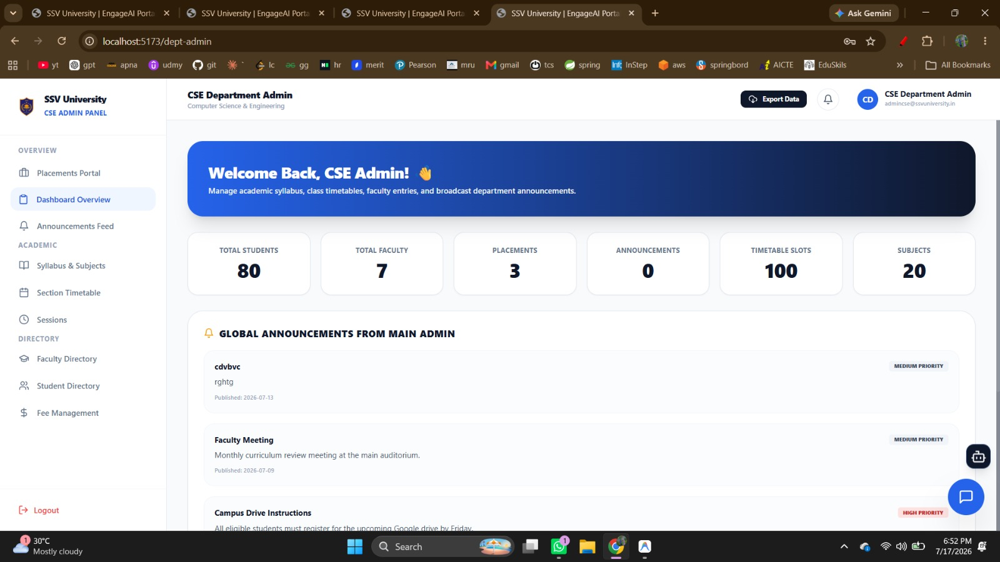 SSV University | EngageAI Porta
SSV University | EngageAI Porta
SSV University | EngageAI Porta
SSV University | EngageAI Porta
Ask Gemini
localhost:5173/dept-admin
yt
gpt
apna
udmy
git
`
lc
gg
hr
merit
Pearson
mru
gmail
tcs
spring
InStep
aws
springbord
AICTE
EduSkils
»
All Bookmarks
SSV University
CSE ADMIN PANEL
OVERVIEW
Placements Portal
Dashboard Overview
Announcements Feed
ACADEMIC
Syllabus & Subjects
Section Timetable
Sessions
DIRECTORY
Faculty Directory
Student Directory
Fee Management
Logout
CSE Department Admin
Computer Science & Engineering
Export Data
CD
CSE Department Admin
admincse@ssvuniversity.in
Welcome Back, CSE Admin! 👋
Manage academic syllabus, class timetables, faculty entries, and broadcast department announcements.
TOTAL STUDENTS
80
TOTAL FACULTY
7
PLACEMENTS
3
ANNOUNCEMENTS
0
TIMETABLE SLOTS
100
SUBJECTS
20
GLOBAL ANNOUNCEMENTS FROM MAIN ADMIN
cdvbvc
MEDIUM PRIORITY
rghtg
Published: 2026-07-13
Faculty Meeting
MEDIUM PRIORITY
Monthly curriculum review meeting at the main auditorium.
Published: 2026-07-09
Campus Drive Instructions
HIGH PRIORITY
All eligible students must register for the upcoming Google drive by Friday.
1
30°C
Mostly cloudy
Search
1
6:52 PM
7/17/2026